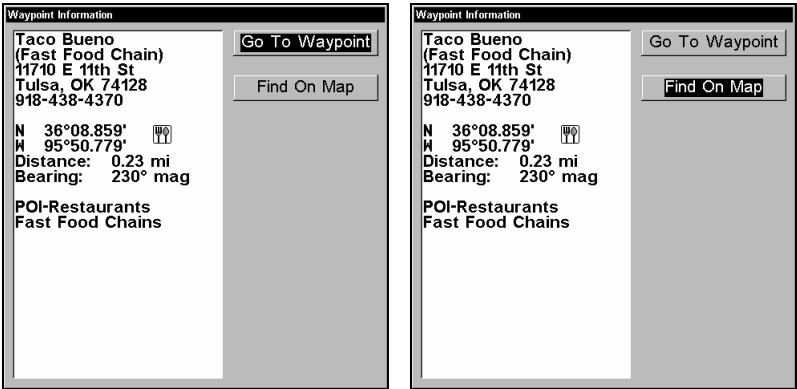 Waypoint Information
Taco Bueno
(Fast Food Chain)
11710 E 11th St
Tulsa, OK 74128
918-438-4370
N 36°08.859'
W 95°50.779'
Distance: 0.23 mi
Bearing: 230° mag
POI-Restaurants
Fast Food Chains
Go To Waypoint
Find On Map
Waypoint Information
Taco Bueno
(Fast Food Chain)
11710 E 11th St
Tulsa, OK 74128
918-438-4370
N 36°08.859'
W 95°50.779'
Distance: 0.23 mi
Bearing: 230° mag
POI-Restaurants
Fast Food Chains
Go To Waypoint
Find On Map